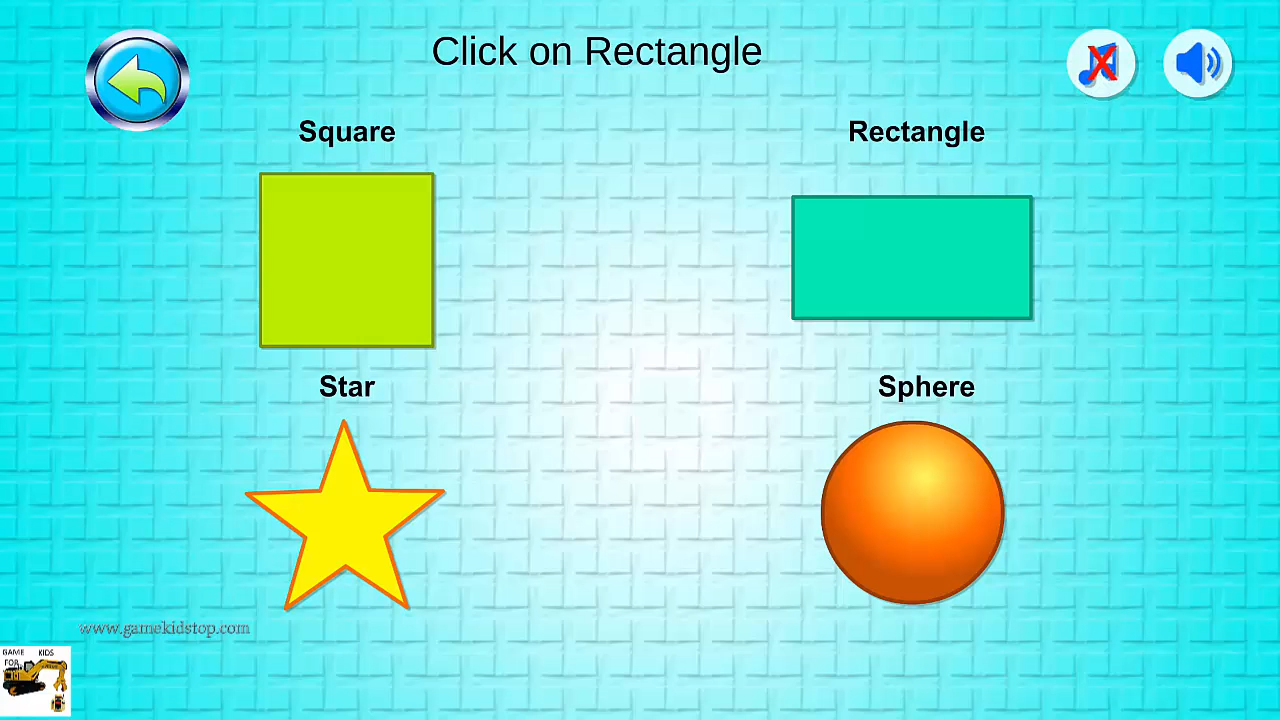 Click on Rectangle
Square
Rectangle
Star
Sphere
www.gamekidstop.com
GAME KIDS
FOR